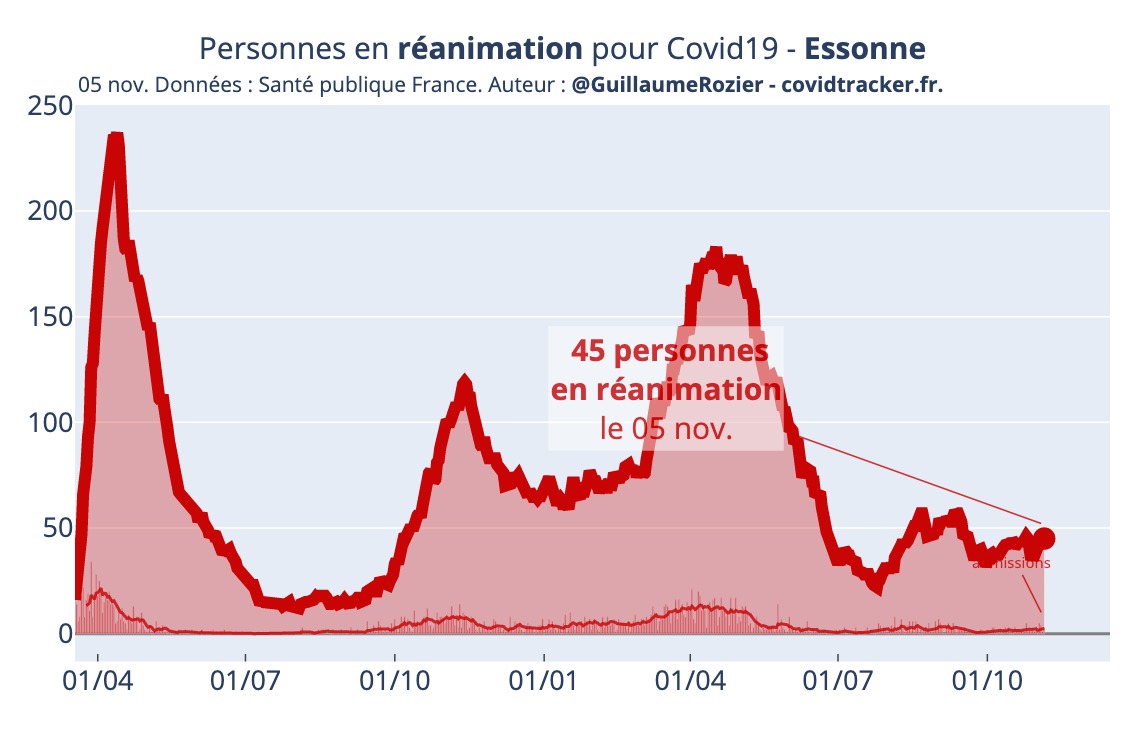 Personnes en réanimation pour Covid19 - Essonne
05 nov. Données : Santé publique France. Auteur : @GuillaumeRozier - covidtracker.fr.
250
200
150
100
50
0
45 personnes
en réanimation
le 05 nov.
admissions
01/04 01/07 01/10 01/01 01/04 01/07 01/10